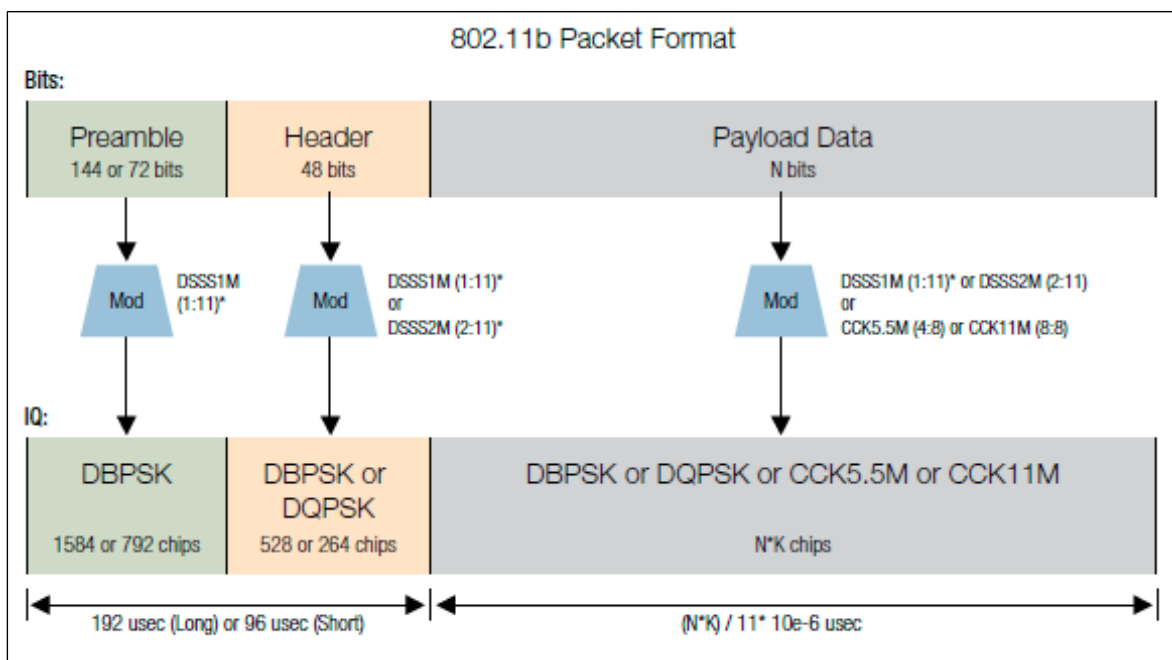 802.11b Packet Format
Bits:
Preamble
144 or 72 bits
Header
48 bits
Payload Data
N bits
Mod
DSSS1M
(1:11)*
Mod
DSSS1M (1:11)*
or
DSSS2M (2:11)*
Mod
DSSS1M (1:11)* or DSSS2M (2:11)
or
CCK5.5M (4:8) or CCK11M (8:8)
IQ:
DBPSK
1584 or 792 chips
DBPSK or
DQPSK
528 or 264 chips
DBPSK or DQPSK or CCK5.5M or CCK11M
N*K chips
192 usec (Long) or 96 usec (Short)
(N*K) / 11* 10e-6 usec